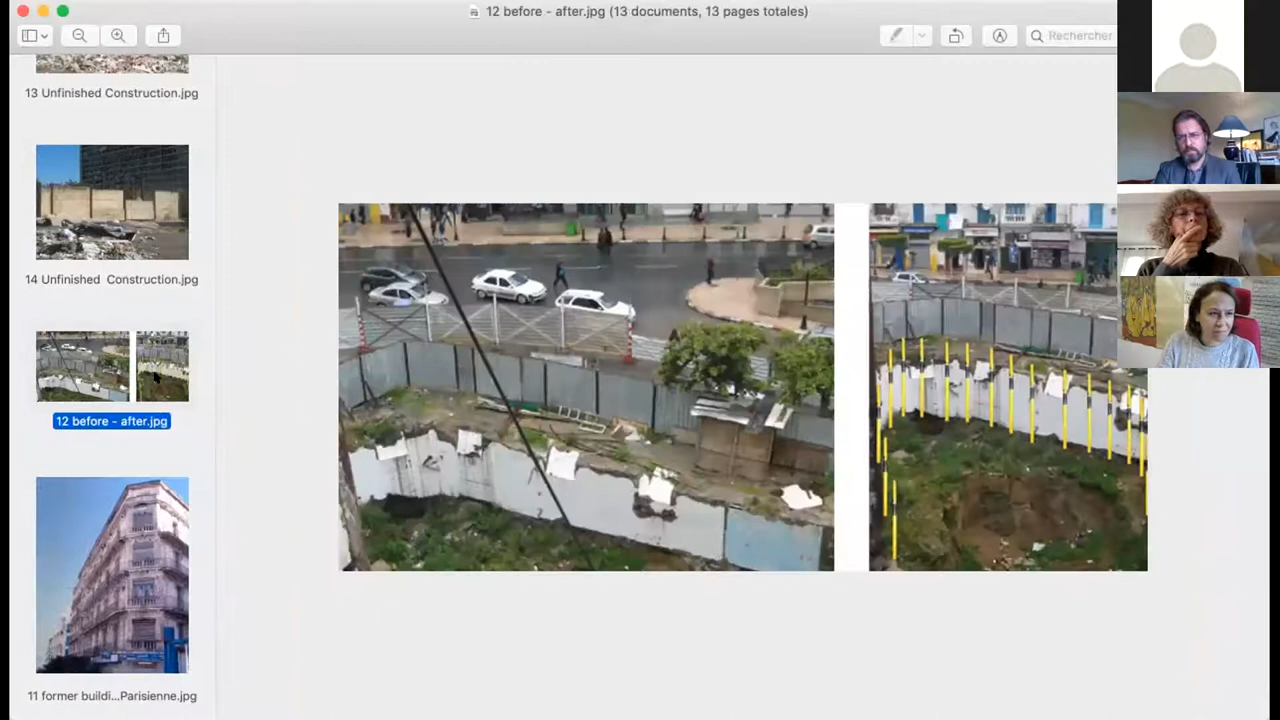 12 before - after.jpg (13 documents, 13 pages totales)
Rechercher
13 Unfinished Construction.jpg
14 Unfinished Construction.jpg
12 before - after.jpg
11 former buildi...Parisienne.jpg